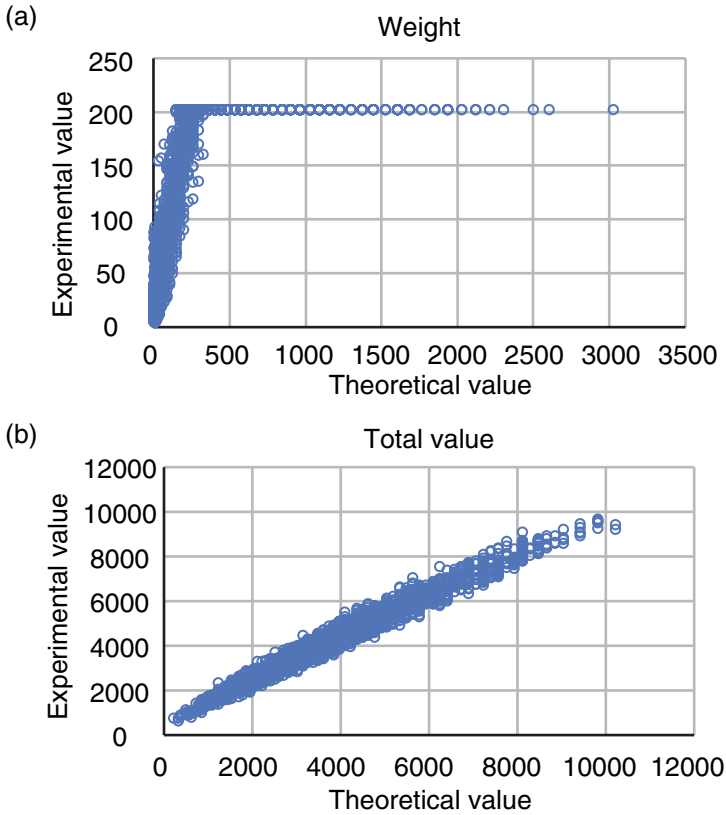 (a)
Weight
Experimental value
250
200
150
100
50
0
0 500 1000 1500 2000 2500 3000 3500
Theoretical value
(b)
Total value
Experimental value
12000
10000
8000
6000
4000
2000
0
0 2000 4000 6000 8000 10000 12000
Theoretical value